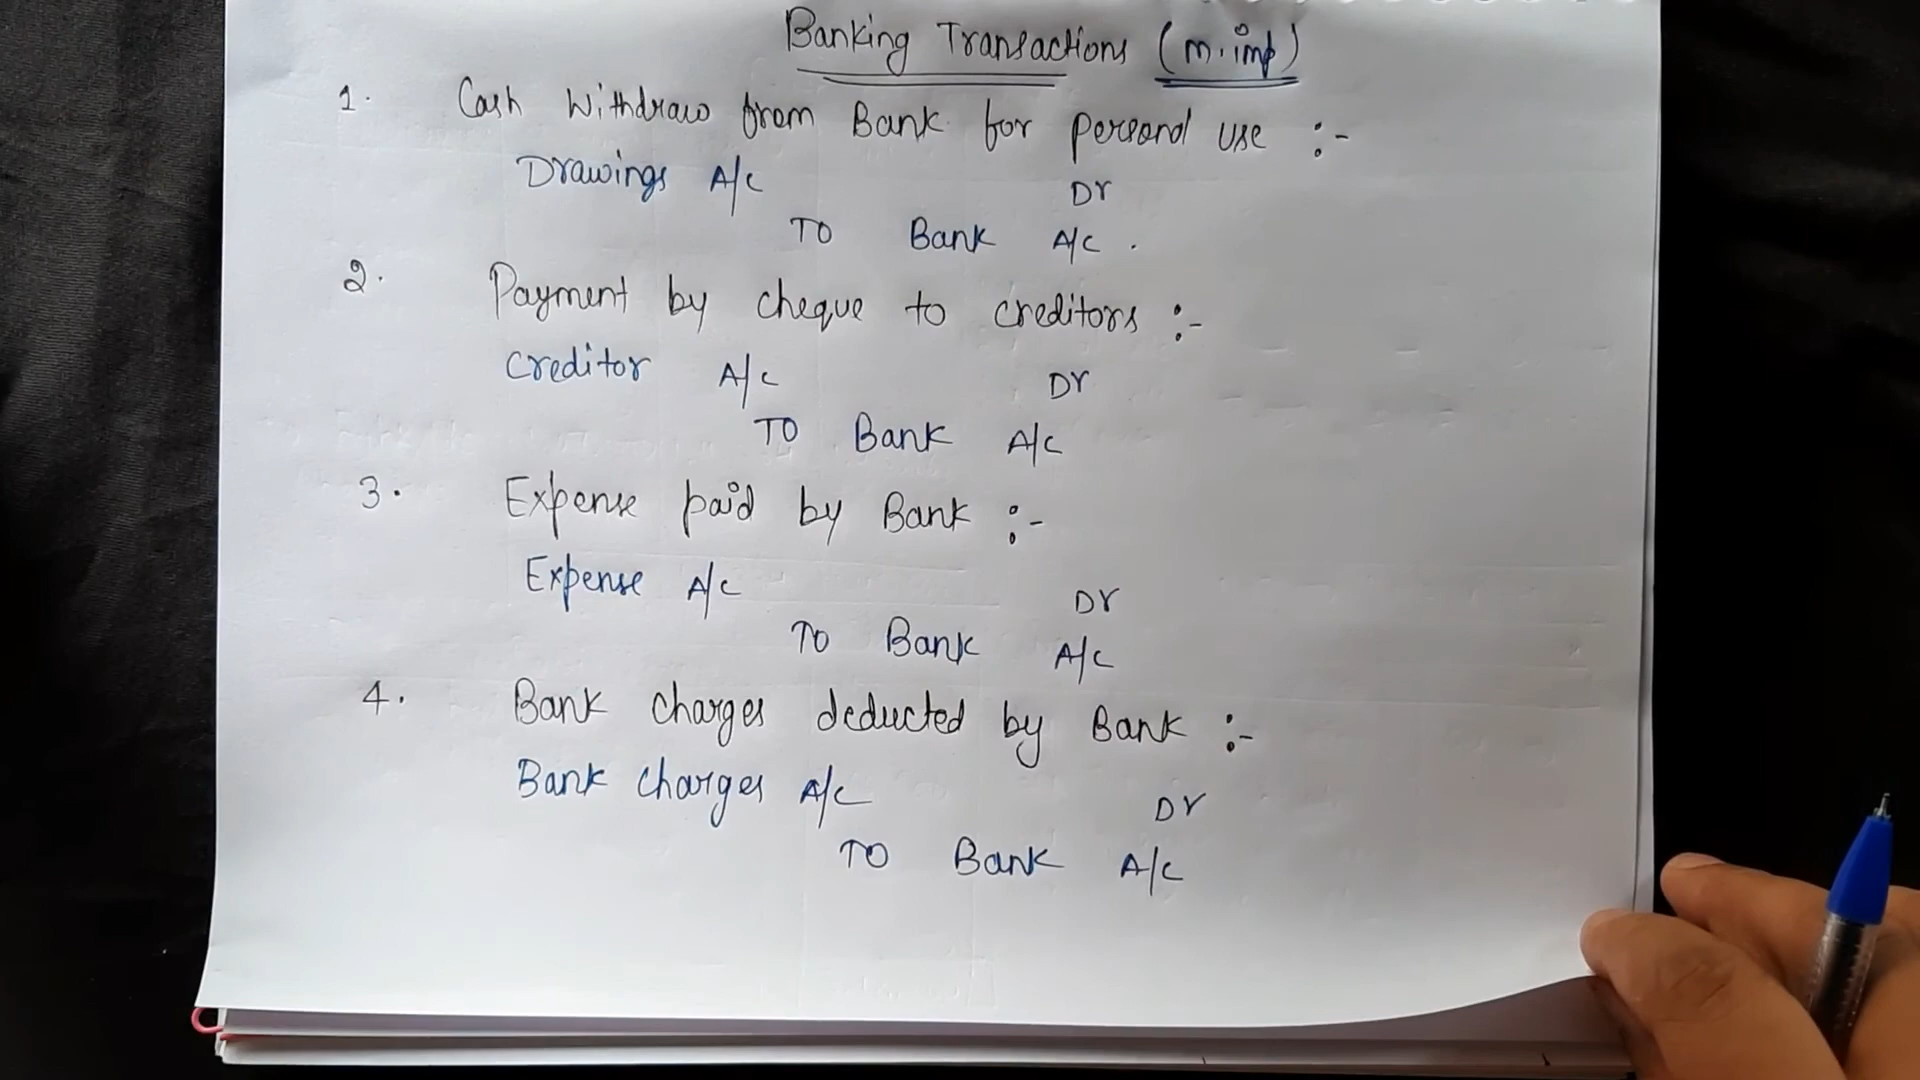 Banking Transactions (m.imp)
1. Cash Withdraw from Bank for personal use :-
Drawings A/C Dr
To Bank A/C.
2. Payment by cheque to creditors :-
Creditor A/C Dr
To Bank A/C
3. Expense paid by Bank :-
Expense A/C Dr
To Bank A/C
4. Bank charges deducted by Bank :-
Bank charges A/C Dr
To Bank A/C